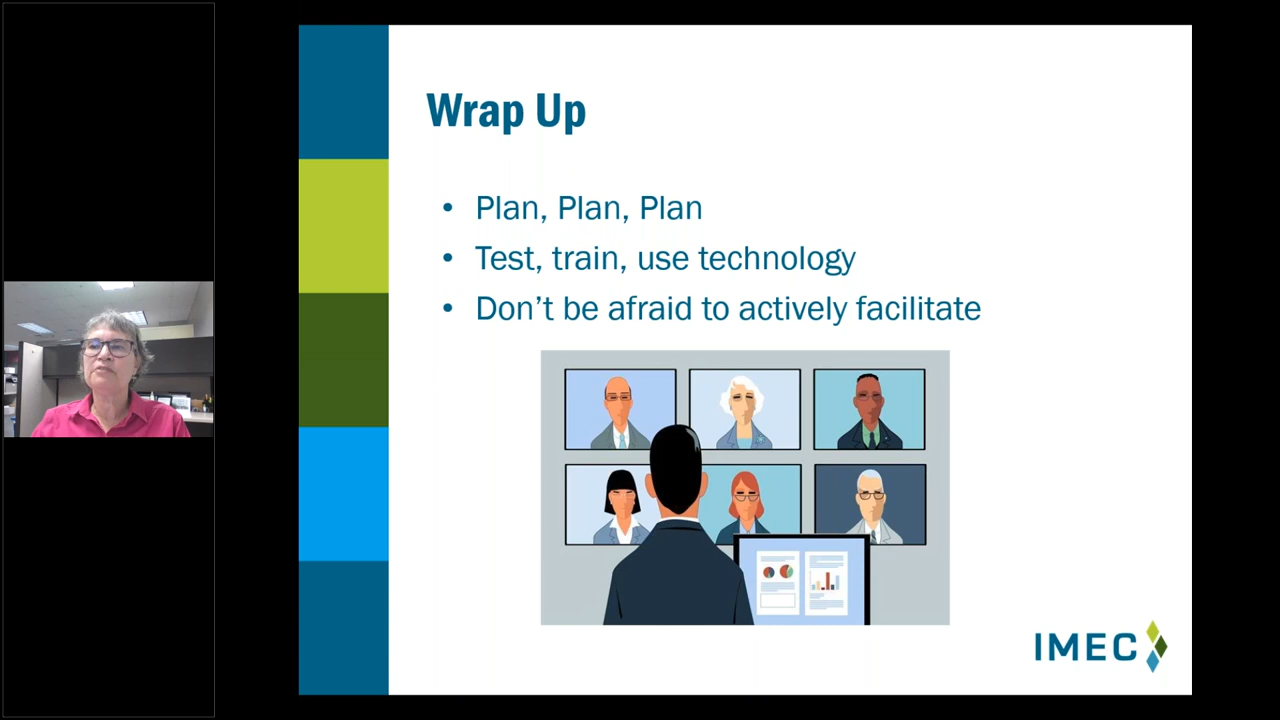 Wrap Up
• Plan, Plan, Plan
• Test, train, use technology
• Don’t be afraid to actively facilitate
IMEC